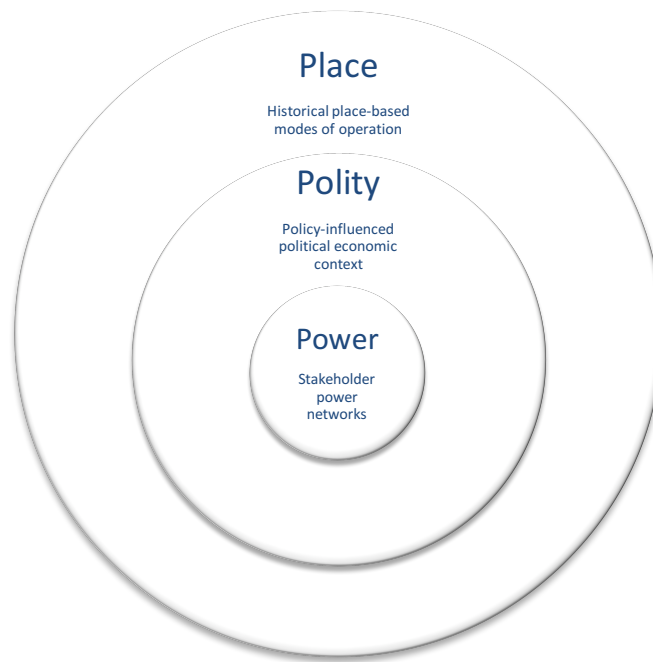 Place
Historical place-based
modes of operation
Polity
Policy-influenced
political economic
context
Power
Stakeholder
power
networks